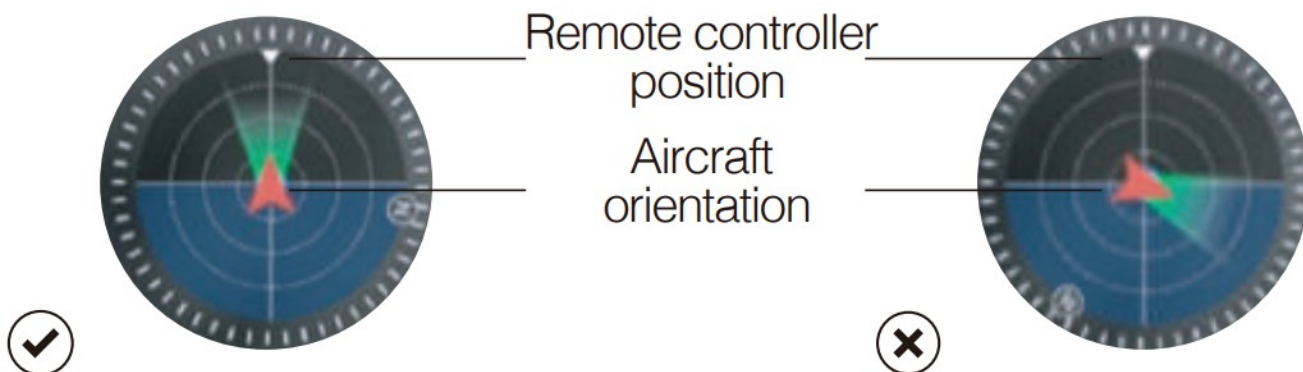 Remote controller
position
Aircraft
orientation